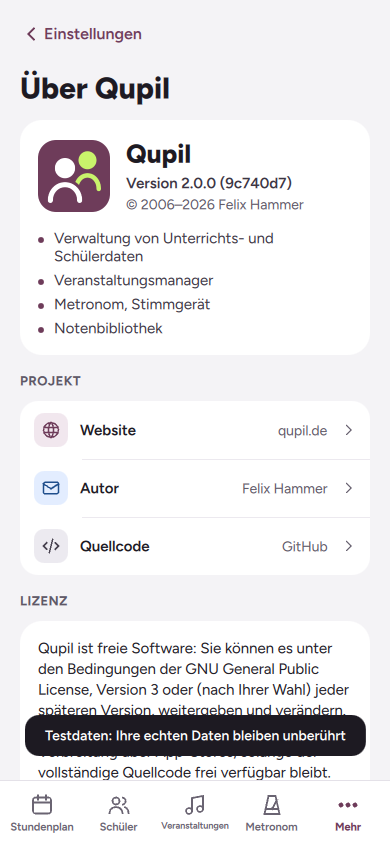 Einstellungen
Über Qupil
Qupil
Version 2.0.0 (9c740d7)
© 2006–2026 Felix Hammer
Verwaltung von Unterrichts- und
Schülerdaten
Veranstaltungsmanager
Metronom, Stimmgerät
Notenbibliothek
PROJEKT
Website qupil.de
Autor Felix Hammer
Quellcode GitHub
LIZENZ
Qupil ist freie Software: Sie können es unter
den Bedingungen der GNU General Public
License, Version 3 oder (nach Ihrer Wahl) jeder
späteren Version, weitergeben und verändern.
Testdaten: Ihre echten Daten bleiben unberührt
vollständige Quellcode frei verfügbar bleibt.
Stundenplan
Schüler
Veranstaltungen
Metronom
Mehr